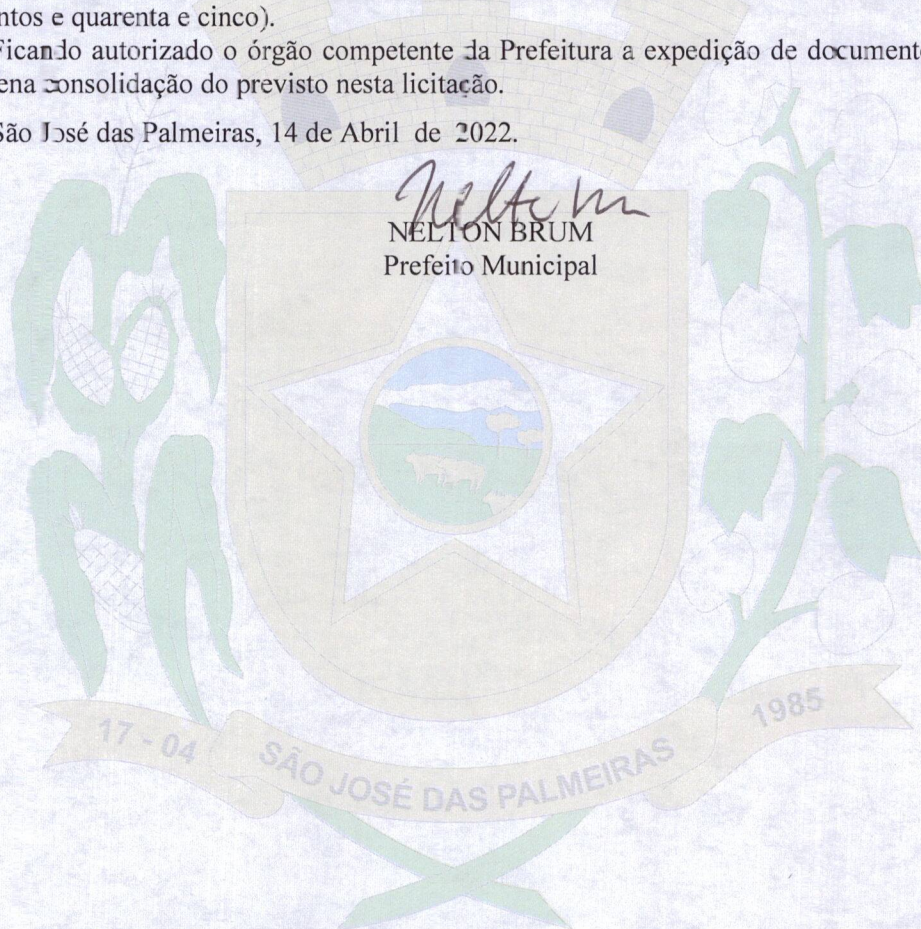 ntos e quarenta e cinco).
Ficando autorizado o órgão competente da Prefeitura a expedição de document
ena consolidação do previsto nesta licitação.
São José das Palmeiras, 14 de Abril de 2022.
NELTON BRUM
Prefeito Municipal
17 - 04 SÃO JOSÉ DAS PALMEIRAS 1985